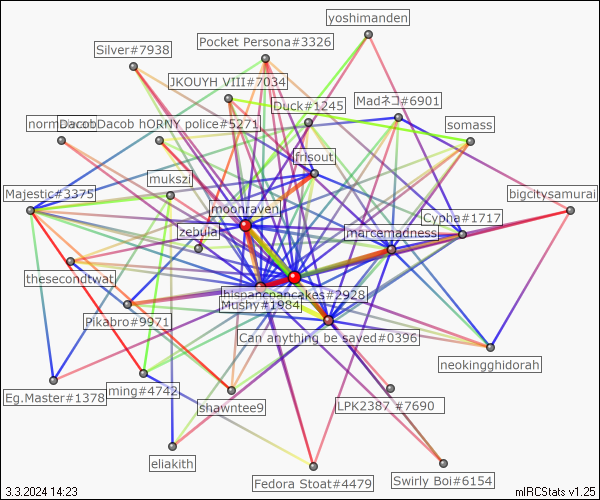 yoshimanden
Pocket Persona#3326
Silver#7938
JKOUYH VIII#7034
Duck#1245
Madネコ#6901
Dacob hORNY police#5271
somass
frisout
mukszi
Majestic#3375
bigcitysamurai
moonraven
Cypha#1717
zebula
marcamadness
thesecondtwat
hispancpancakes#2928
Mushy#1984
Pikabro#9971
Can anything be saved#0396
neokingghidorah
Eg.Master#1378
ming#4742
shawntee9
LPK2387 #7690
eliakith
Fedora Stoat#4479
Swirly Boi#6154
3.3.2024 14:23
mIRCStats v1.25